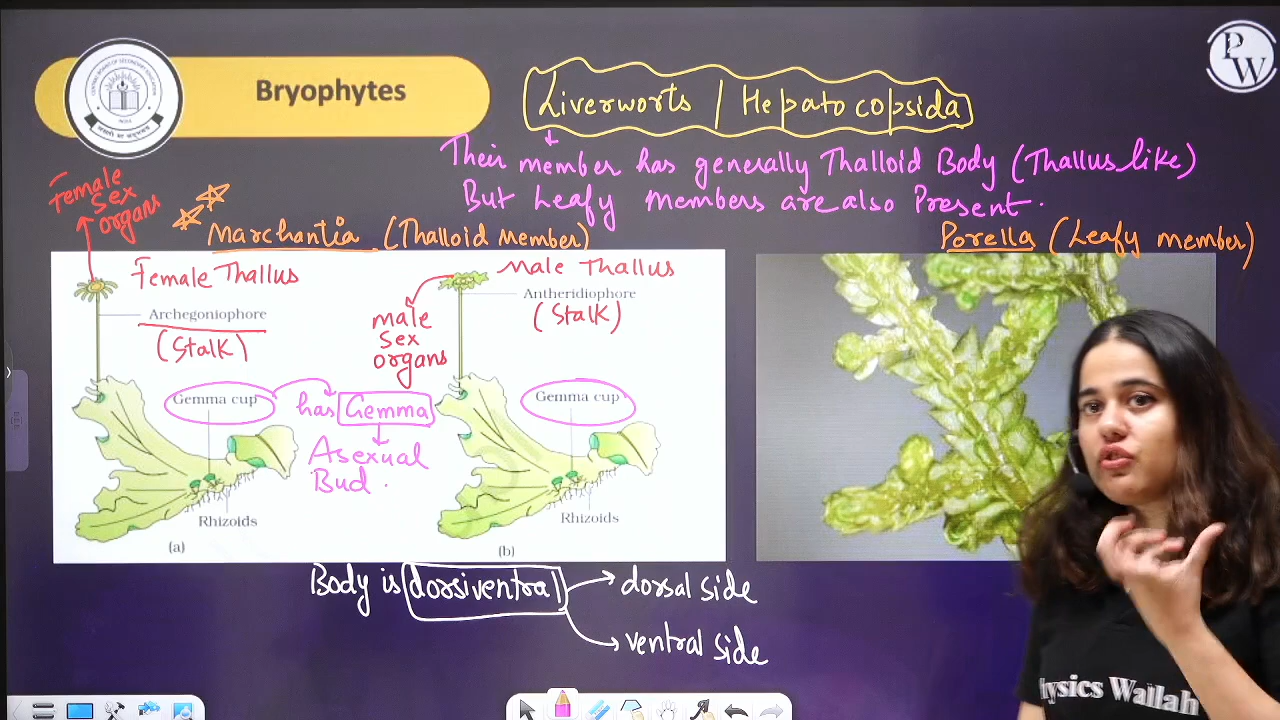 Bryophytes
PW
Liverworts / Hepatocopsida
Their member has generally Thalloid Body (Thallus like)
But Leafy members are also Present.
Female
Sex
organs
Marchantia (Thalloid Member)
Porella (Leafy member)
Female Thallus
Male Thallus
Archegoniophore
(Stalk)
Antheridiophore
(Stalk)
male
sex
organs
Gemma cup
has Gemma
Gemma cup
Asexual
Bud.
Rhizoids
Rhizoids
(a)
(b)
Body is dorsiventral
dorsal side
ventral side
hysics Wallah